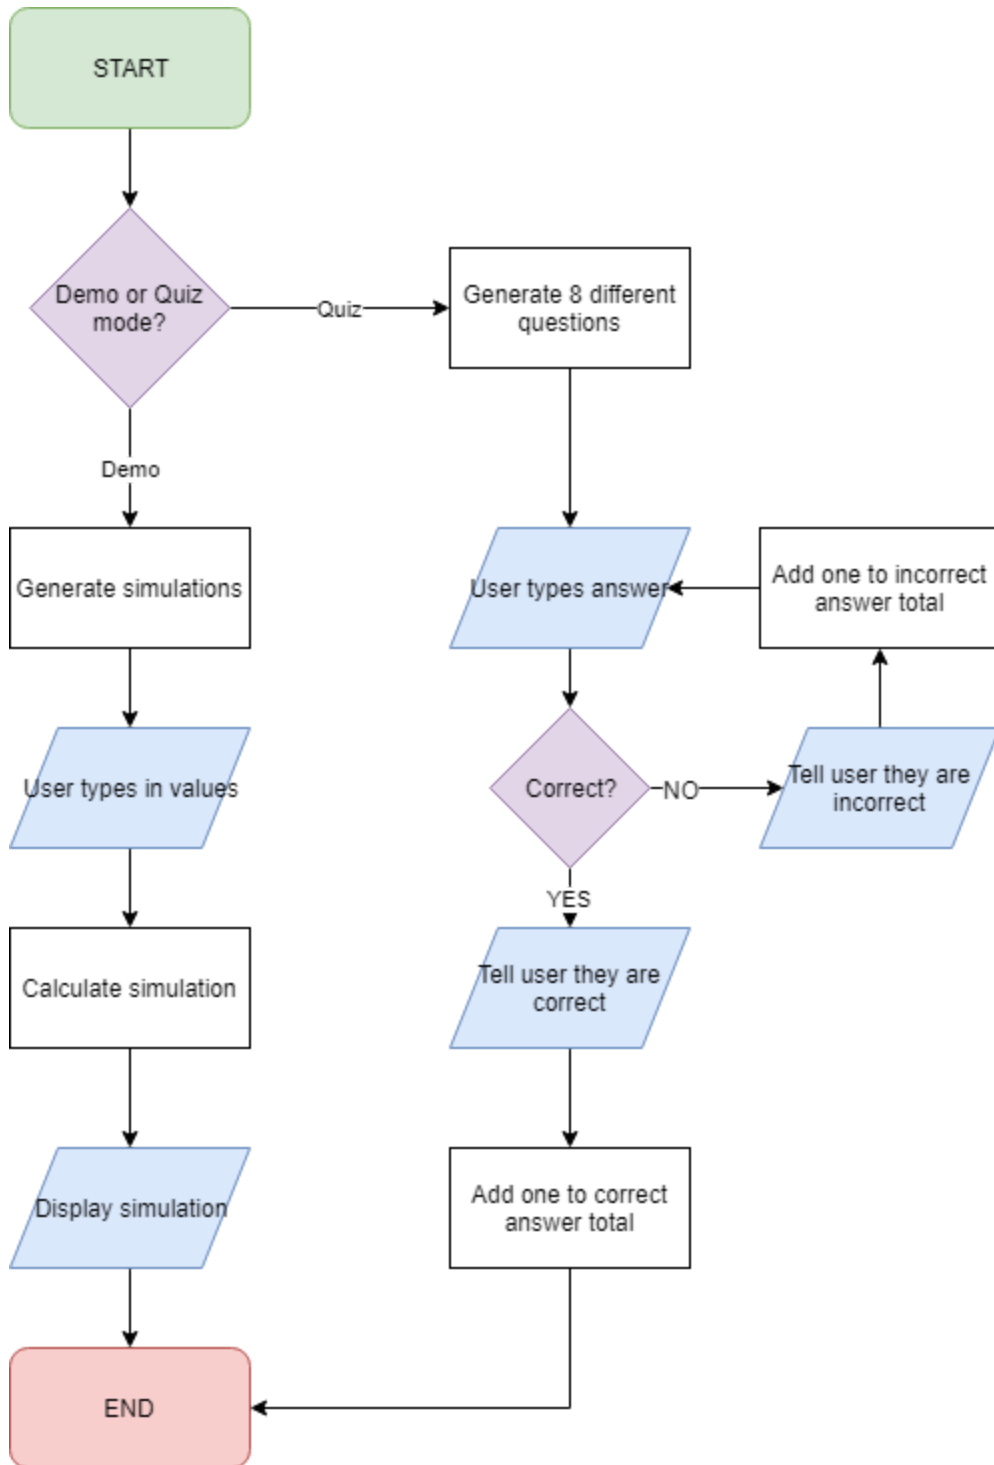 START
Demo or Quiz
mode?
Quiz
Generate 8 different
questions
Demo
Generate simulations
User types answer
Add one to incorrect
answer total
User types in values
Correct?
NO
Tell user they are
incorrect
YES
Calculate simulation
Tell user they are
correct
Display simulation
Add one to correct
answer total
END